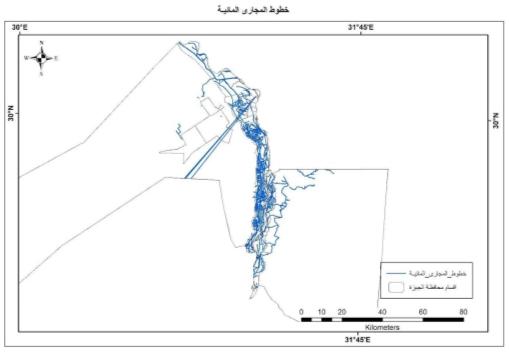 خطوط المجارى المائية
30°E 31°45'E
N
W E
S
30°N 30°N
خطوط_المجارى_المائية
اقسام محافظة الجيزة
0 10 20 40 60 80
Kilometers
31°45'E